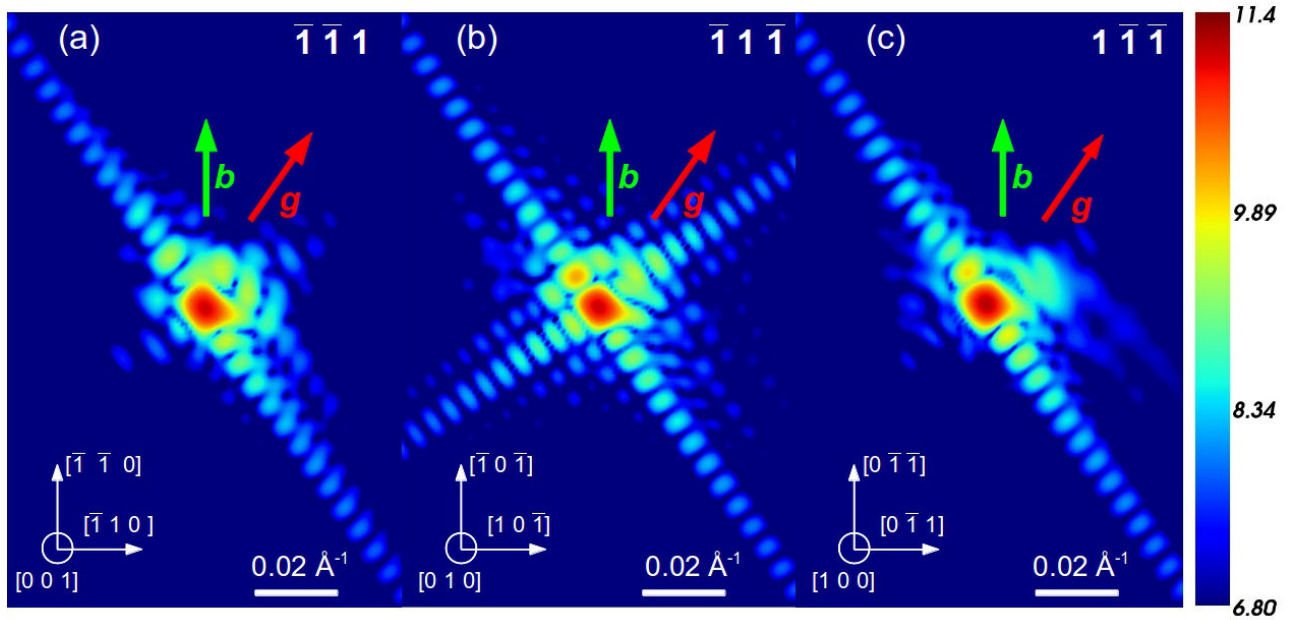 (a)
1̅ 1̅ 1
b
g
[1̅ 1̅ 0]
[1̅ 1 0 ]
[0 0 1]
0.02 Å⁻¹
(b)
1̅ 1 1̅
b
g
[1̅ 0 1̅]
[1 0 1̅]
[0 1 0]
0.02 Å⁻¹
(c)
1 1̅ 1̅
b
g
[0 1̅ 1̅]
[0 1̅ 1]
[1 0 0]
0.02 Å⁻¹
11.4
9.89
8.34
6.80